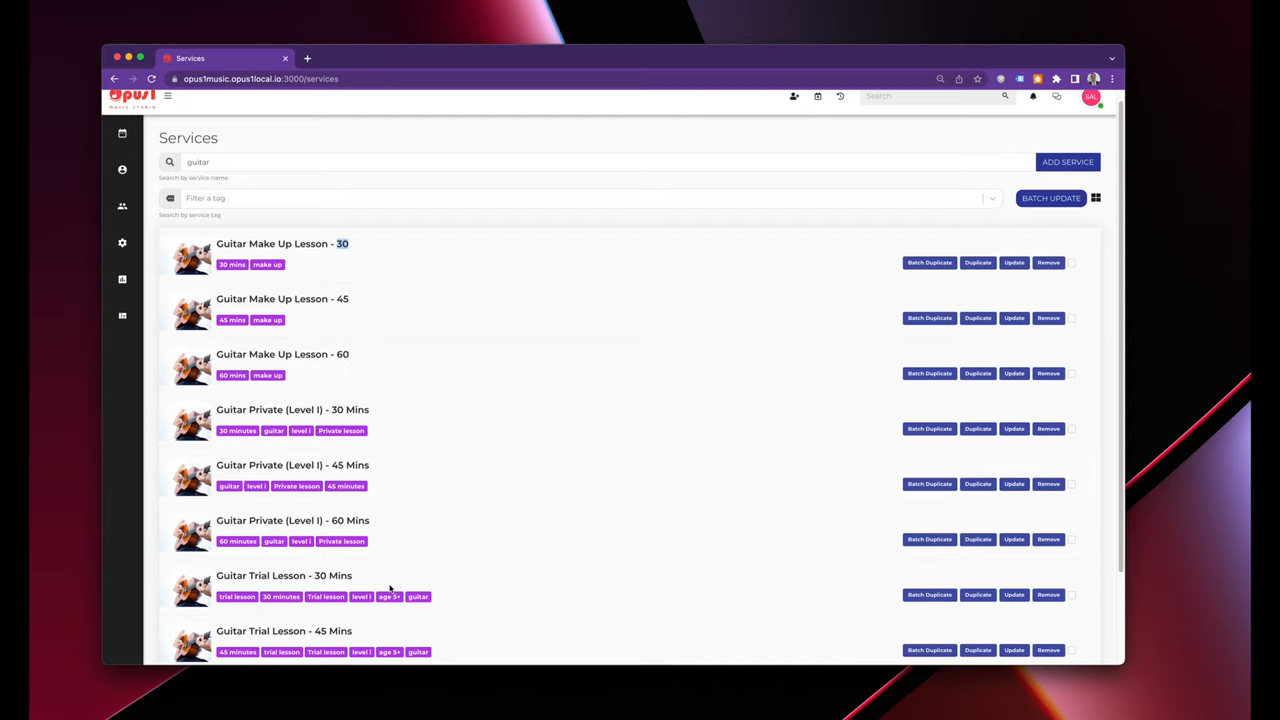 Services
opus1music.opus1local.io:3000/services
Opus1
music studio
Search
SAL
Services
guitar
ADD SERVICE
Search by service name
Filter a tag
BATCH UPDATE
Search by service tag
Guitar Make Up Lesson - 30
30 mins make up
Batch Duplicate Duplicate Update Remove
Guitar Make Up Lesson - 45
45 mins make up
Batch Duplicate Duplicate Update Remove
Guitar Make Up Lesson - 60
60 mins make up
Batch Duplicate Duplicate Update Remove
Guitar Private (Level I) - 30 Mins
30 minutes guitar level i Private lesson
Batch Duplicate Duplicate Update Remove
Guitar Private (Level I) - 45 Mins
guitar level i Private lesson 45 minutes
Batch Duplicate Duplicate Update Remove
Guitar Private (Level I) - 60 Mins
60 minutes guitar level i Private lesson
Batch Duplicate Duplicate Update Remove
Guitar Trial Lesson - 30 Mins
trial lesson 30 minutes Trial lesson level i age 5+ guitar
Batch Duplicate Duplicate Update Remove
Guitar Trial Lesson - 45 Mins
45 minutes trial lesson Trial lesson level i age 5+ guitar
Batch Duplicate Duplicate Update Remove